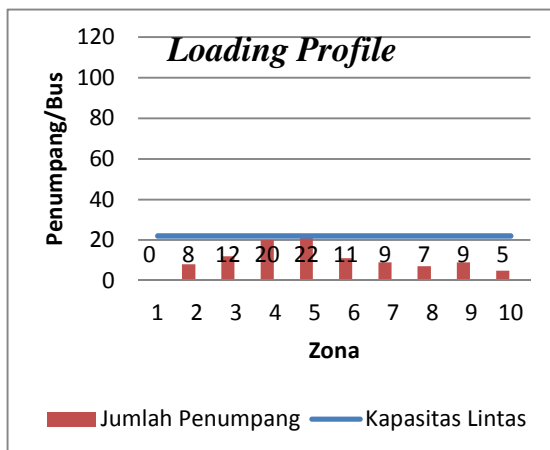 Loading Profile
Penumpang/Bus
120
100
80
60
40
20
0
0 8 12 20 22 11 9 7 9 5
1 2 3 4 5 6 7 8 9 10
Zona
Jumlah Penumpang Kapasitas Lintas